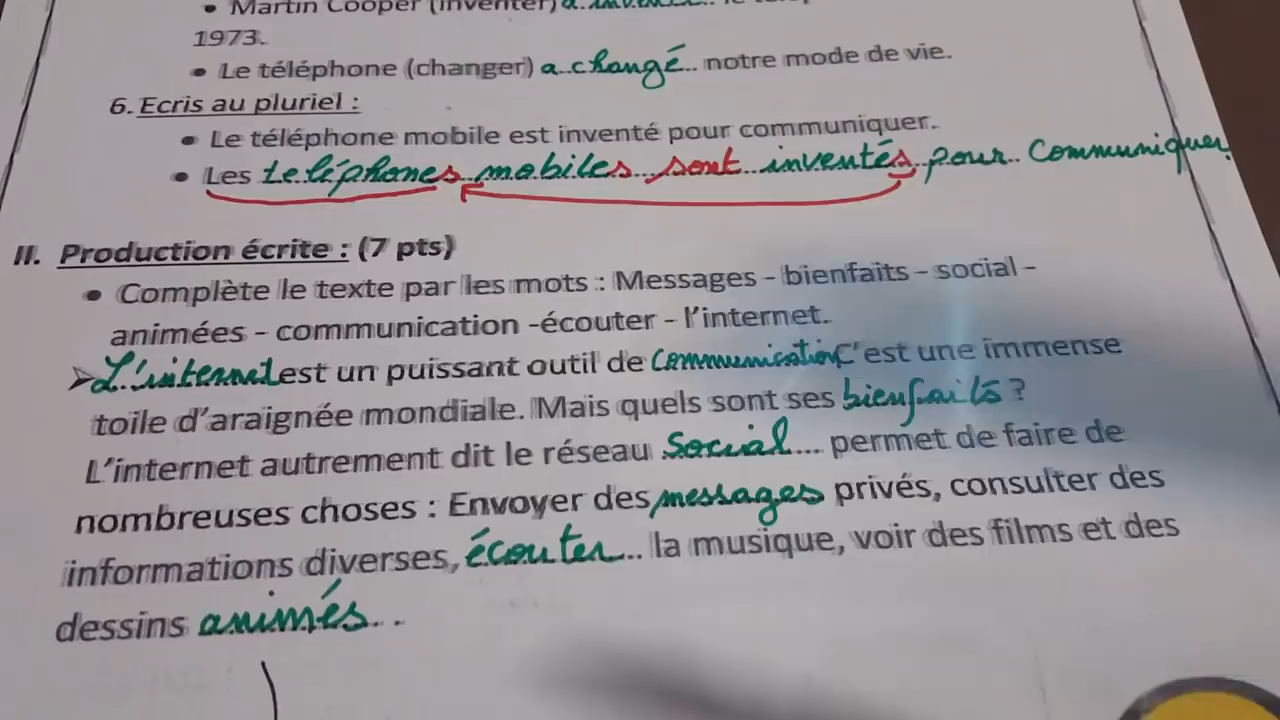 • Martin Cooper (inventer) a
1973.
• Le téléphone (changer) a changé notre mode de vie.
6. Ecris au pluriel :
• Le téléphone mobile est inventé pour communiquer.
• Les teléphones mobiles sont inventés pour communiquer.
II. Production écrite : (7 pts)
• Complète le texte par les mots : Messages – bienfaits – social –
animées – communication -écouter – l'internet.
➢ L'internet est un puissant outil de communication C'est une immense
toile d'araignée mondiale. Mais quels sont ses bienfaits ?
L'internet autrement dit le réseau Social... permet de faire de
nombreuses choses : Envoyer des messages privés, consulter des
informations diverses, écouter... la musique, voir des films et des
dessins animés...